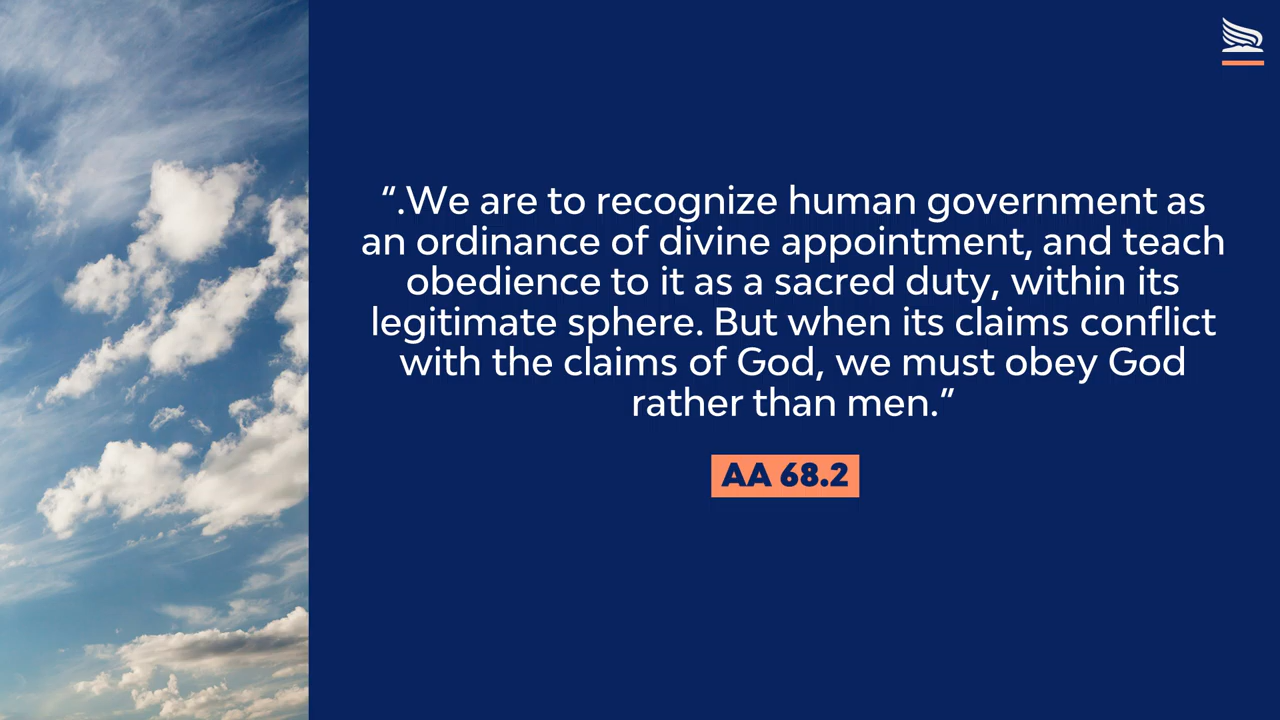 “.We are to recognize human government as
an ordinance of divine appointment, and teach
obedience to it as a sacred duty, within its
legitimate sphere. But when its claims conflict
with the claims of God, we must obey God
rather than men.”
AA 68.2